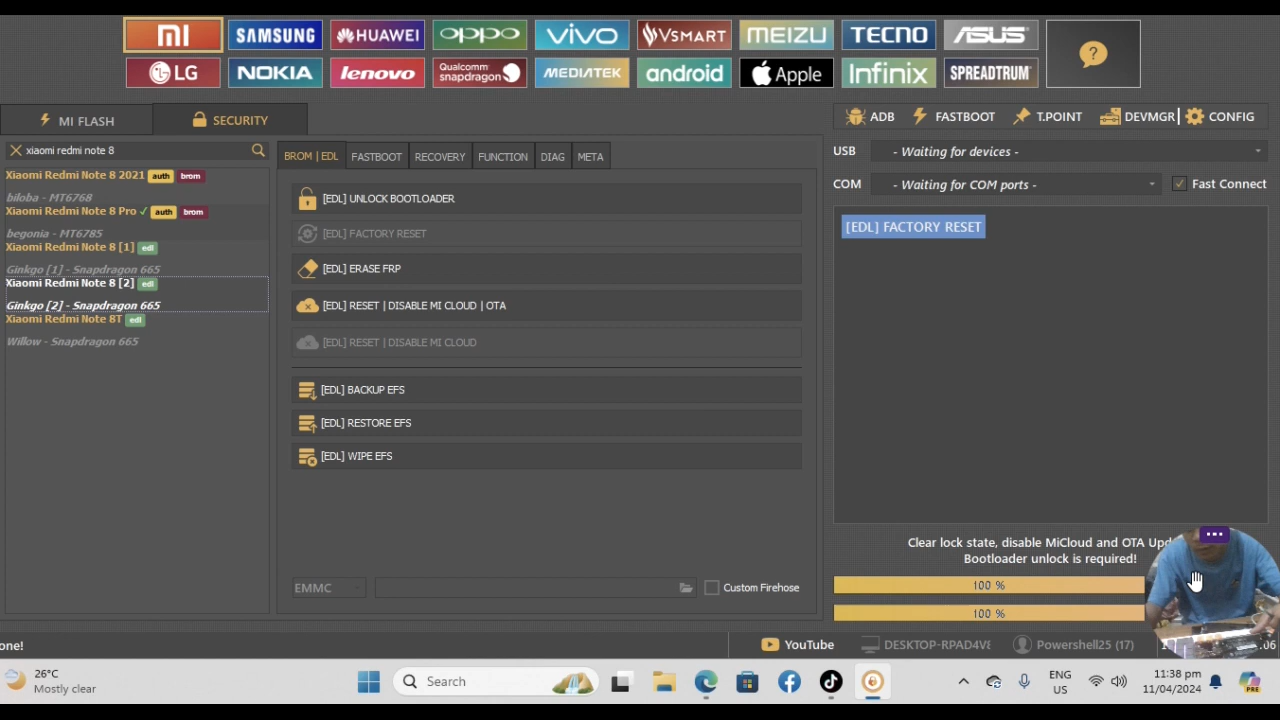 MI SAMSUNG HUAWEI oppo vivo VSMART MEIZU TECNO ASUS
LG NOKIA lenovo Qualcomm snapdragon MEDIATEK android Apple Infinix SPREADTRUM ?
MI FLASH SECURITY
ADB FASTBOOT T.POINT DEVMGR CONFIG
xiaomi redmi note 8
Xiaomi Redmi Note 8 2021 auth brom
biloba - MT6768
Xiaomi Redmi Note 8 Pro ✓ auth brom
begonia - MT6785
Xiaomi Redmi Note 8 [1] edl
Ginkgo [1] - Snapdragon 665
Xiaomi Redmi Note 8 [2] edl
Ginkgo [2] - Snapdragon 665
Xiaomi Redmi Note 8T edl
Willow - Snapdragon 665
BROM | EDL FASTBOOT RECOVERY FUNCTION DIAG META
[EDL] UNLOCK BOOTLOADER
[EDL] FACTORY RESET
[EDL] ERASE FRP
[EDL] RESET | DISABLE MI CLOUD | OTA
[EDL] RESET | DISABLE MI CLOUD
[EDL] BACKUP EFS
[EDL] RESTORE EFS
[EDL] WIPE EFS
EMMC Custom Firehose
USB - Waiting for devices -
COM - Waiting for COM ports - Fast Connect
[EDL] FACTORY RESET
Clear lock state, disable MiCloud and OTA
Bootloader unlock is required!
100 %
100 %
one! YouTube DESKTOP-RPAD4V8 Powershell25 (17)
26°C
Mostly clear
Search
ENG
US
11:38 pm
11/04/2024
PRE